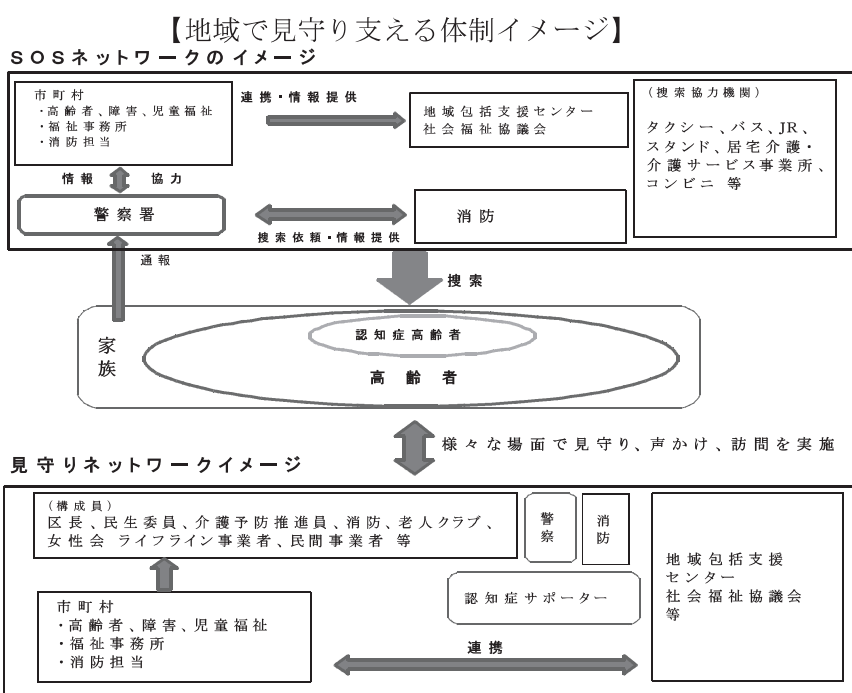 【地域で見守り支える体制イメージ】
SOSネットワークのイメージ
市町村
・高齢者、障害、児童福祉
・福祉事務所
・消防担当
連携・情報提供
地域包括支援センター
社会福祉協議会
(捜索協力機関)
タクシー、バス、JR、
スタンド、居宅介護・
介護サービス事業所、
コンビニ 等
情報 協力
警察署
消防
捜索依頼・情報提供
通報
捜索
家族
認知症高齢者
高齢者
様々な場面で見守り、声かけ、訪問を実施
見守りネットワークイメージ
(構成員)
区長、民生委員、介護予防推進員、消防、老人クラブ、
女性会 ライフライン事業者、民間事業者 等
警察
消防
地域包括支援
センター
社会福祉協議会
等
認知症サポーター
市町村
・高齢者、障害、児童福祉
・福祉事務所
・消防担当
連携